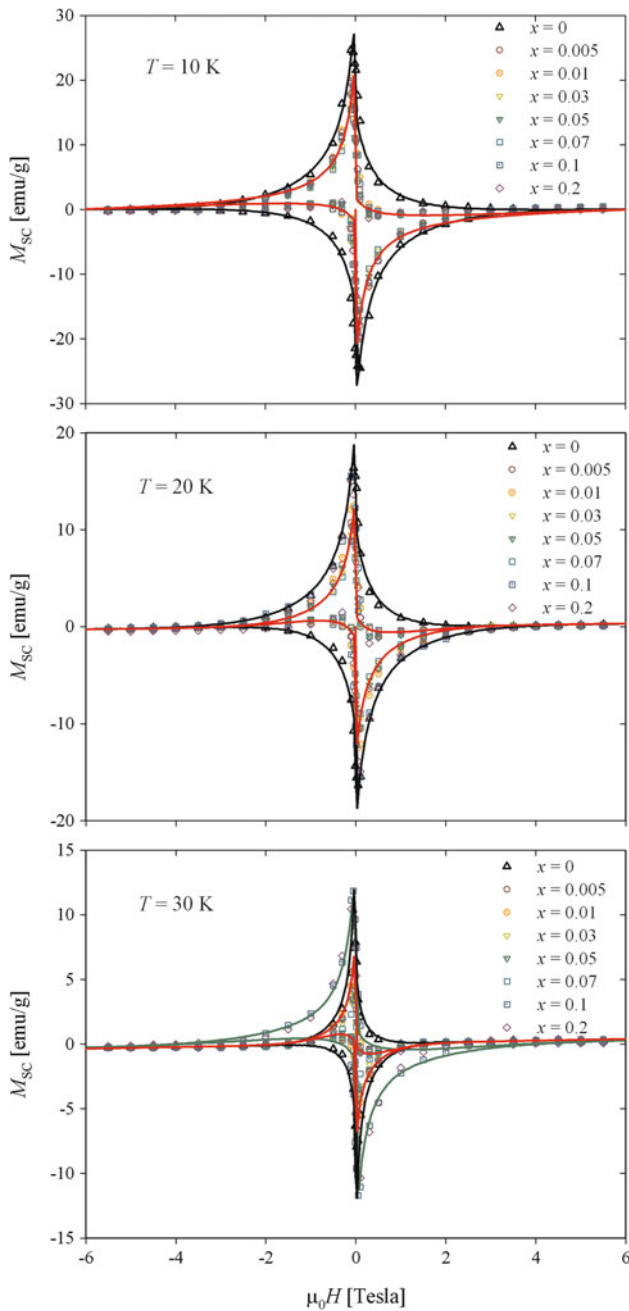 30
20
10
0
-10
-20
-30
M_SC [emu/g]
T = 10 K
x = 0
x = 0.005
x = 0.01
x = 0.03
x = 0.05
x = 0.07
x = 0.1
x = 0.2
20
10
0
-10
-20
M_SC [emu/g]
T = 20 K
x = 0
x = 0.005
x = 0.01
x = 0.03
x = 0.05
x = 0.07
x = 0.1
x = 0.2
15
10
5
0
-5
-10
-15
M_SC [emu/g]
T = 30 K
x = 0
x = 0.005
x = 0.01
x = 0.03
x = 0.05
x = 0.07
x = 0.1
x = 0.2
-6 -4 -2 0 2 4 6
μ₀H [Tesla]